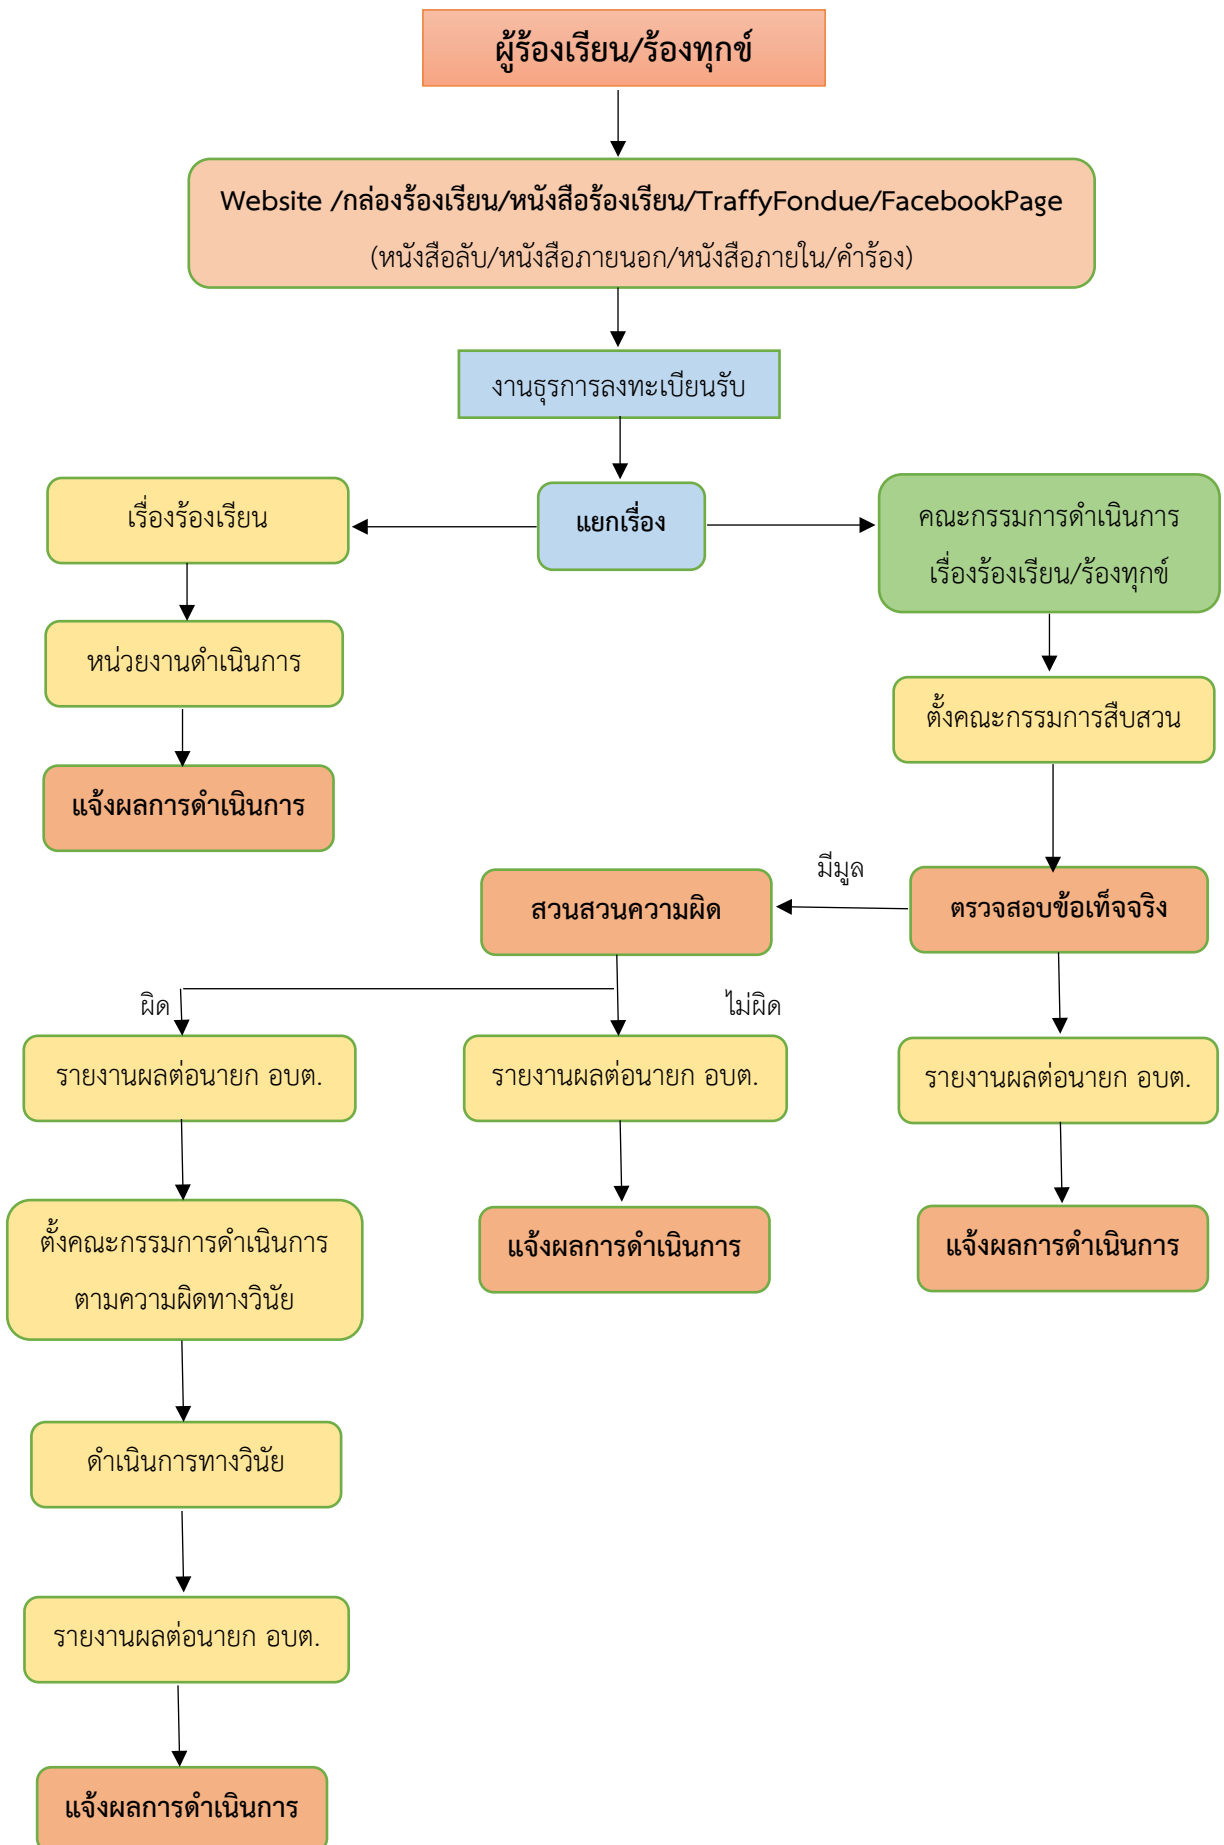 ผู้ร้องเรียน/ร้องทุกข์
Website /กล่องร้องเรียน/หนังสือร้องเรียน/TraffyFondue/FacebookPage
(หนังสือลับ/หนังสือภายนอก/หนังสือภายใน/คำร้อง)
งานธุรการลงทะเบียนรับ
เรื่องร้องเรียน
แยกเรื่อง
คณะกรรมการดำเนินการ
เรื่องร้องเรียน/ร้องทุกข์
หน่วยงานดำเนินการ
ตั้งคณะกรรมการสืบสวน
แจ้งผลการดำเนินการ
มีมูล
สวนสวนความผิด
ตรวจสอบข้อเท็จจริง
ผิด
ไม่ผิด
รายงานผลต่อนายก อบต.
รายงานผลต่อนายก อบต.
รายงานผลต่อนายก อบต.
ตั้งคณะกรรมการดำเนินการ
ตามความผิดทางวินัย
แจ้งผลการดำเนินการ
แจ้งผลการดำเนินการ
ดำเนินการทางวินัย
รายงานผลต่อนายก อบต.
แจ้งผลการดำเนินการ